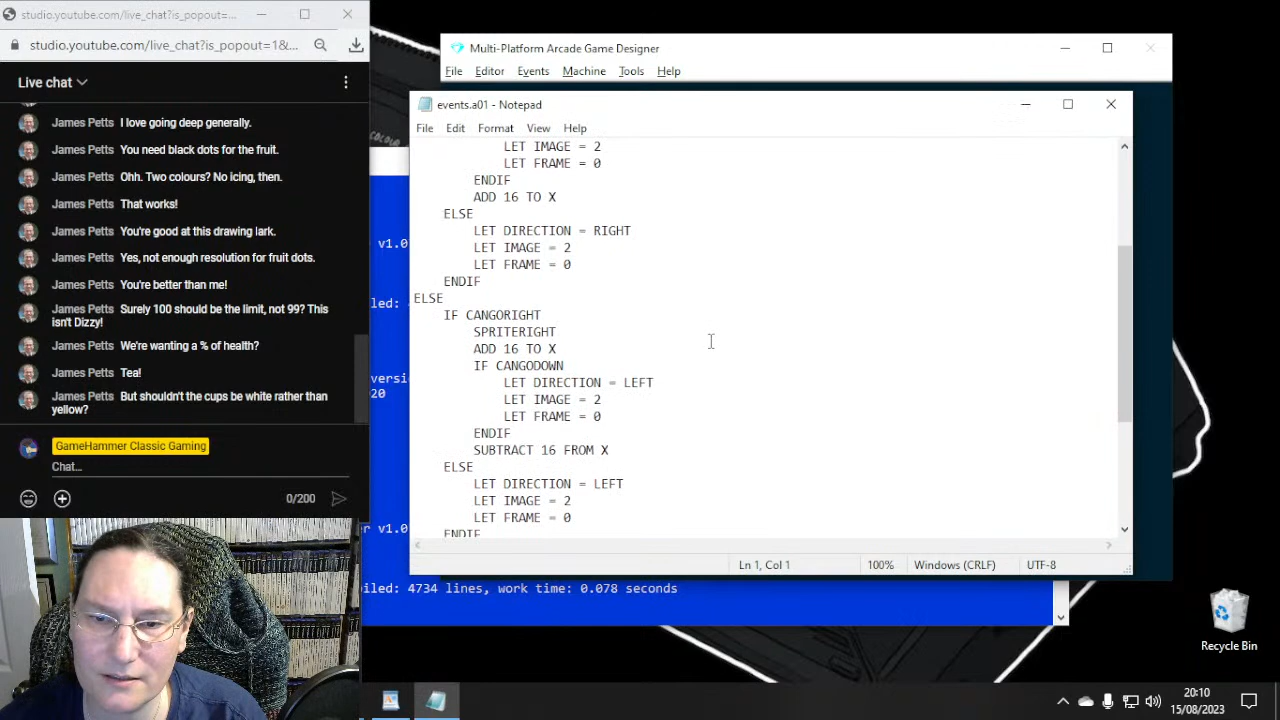 studio.youtube.com/live_chat?is_popout=...
studio.youtube.com/live_chat?is_popout=1&...
Live chat
James Petts I love going deep generally.
James Petts You need black dots for the fruit.
James Petts Ohh. Two colours? No icing, then.
James Petts That works!
James Petts You're good at this drawing lark.
James Petts Yes, not enough resolution for fruit dots.
James Petts You're better than me!
James Petts Surely 100 should be the limit, not 99? This
isn't Dizzy!
James Petts We're wanting a % of health?
James Petts Tea!
James Petts But shouldn't the cups be white rather than
yellow?
GameHammer Classic Gaming
Chat...
0/200
COLOUR
Multi-Platform Arcade Game Designer
File Editor Events Machine Tools Help
events.a01 - Notepad
File Edit Format View Help
LET IMAGE = 2
LET FRAME = 0
ENDIF
ADD 16 TO X
ELSE
LET DIRECTION = RIGHT
LET IMAGE = 2
LET FRAME = 0
ENDIF
ELSE
IF CANGORIGHT
SPRITERIGHT
ADD 16 TO X
IF CANGODOWN
LET DIRECTION = LEFT
LET IMAGE = 2
LET FRAME = 0
ENDIF
SUBTRACT 16 FROM X
ELSE
LET DIRECTION = LEFT
LET IMAGE = 2
LET FRAME = 0
ENDIF
Ln 1, Col 1 100% Windows (CRLF) UTF-8
v1.0
led:
versi
20
er v1.0
iled: 4734 lines, work time: 0.078 seconds
Recycle Bin
20:10
15/08/2023